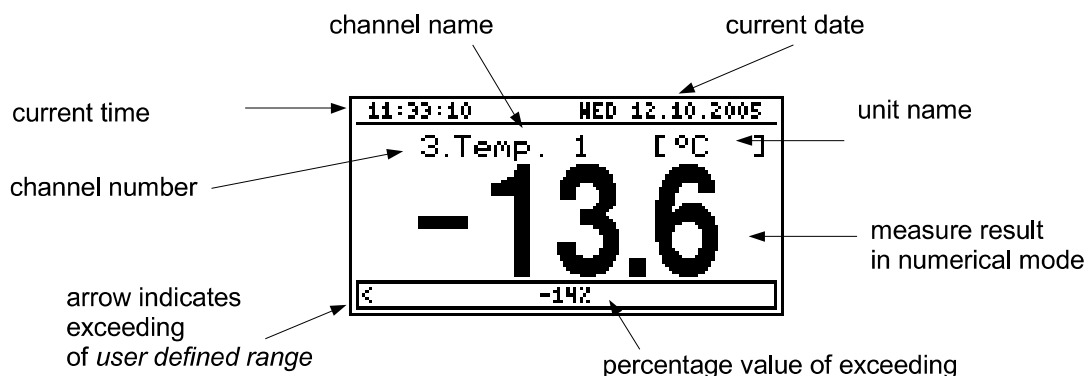 channel name
current date
current time
11:33:10 WED 12.10.2005
unit name
3.Temp. 1 [°C ]
channel number
-13.6
measure result
in numerical mode
arrow indicates
exceeding
of user defined range
< -14%
percentage value of exceeding